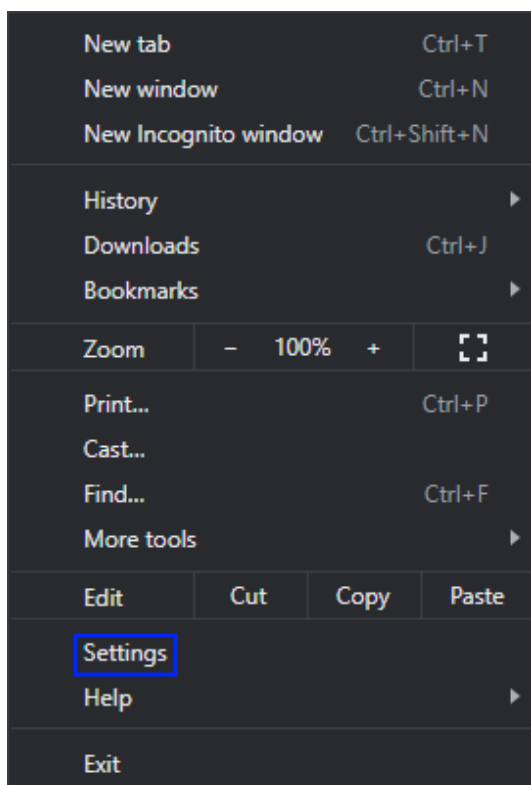 New tab Ctrl+T
New window Ctrl+N
New Incognito window Ctrl+Shift+N
History
Downloads Ctrl+J
Bookmarks
Zoom − 100% +
Print... Ctrl+P
Cast...
Find... Ctrl+F
More tools
Edit Cut Copy Paste
Settings
Help
Exit